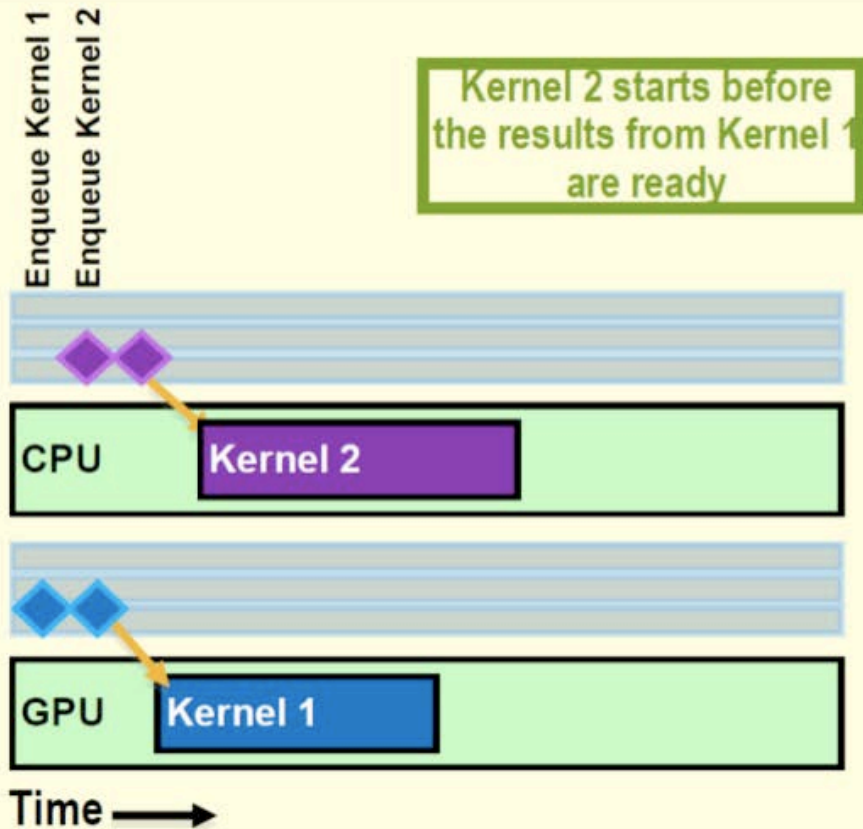 Enqueue Kernel 1
Enqueue Kernel 2
Kernel 2 starts before
the results from Kernel 1
are ready
CPU
Kernel 2
GPU
Kernel 1
Time